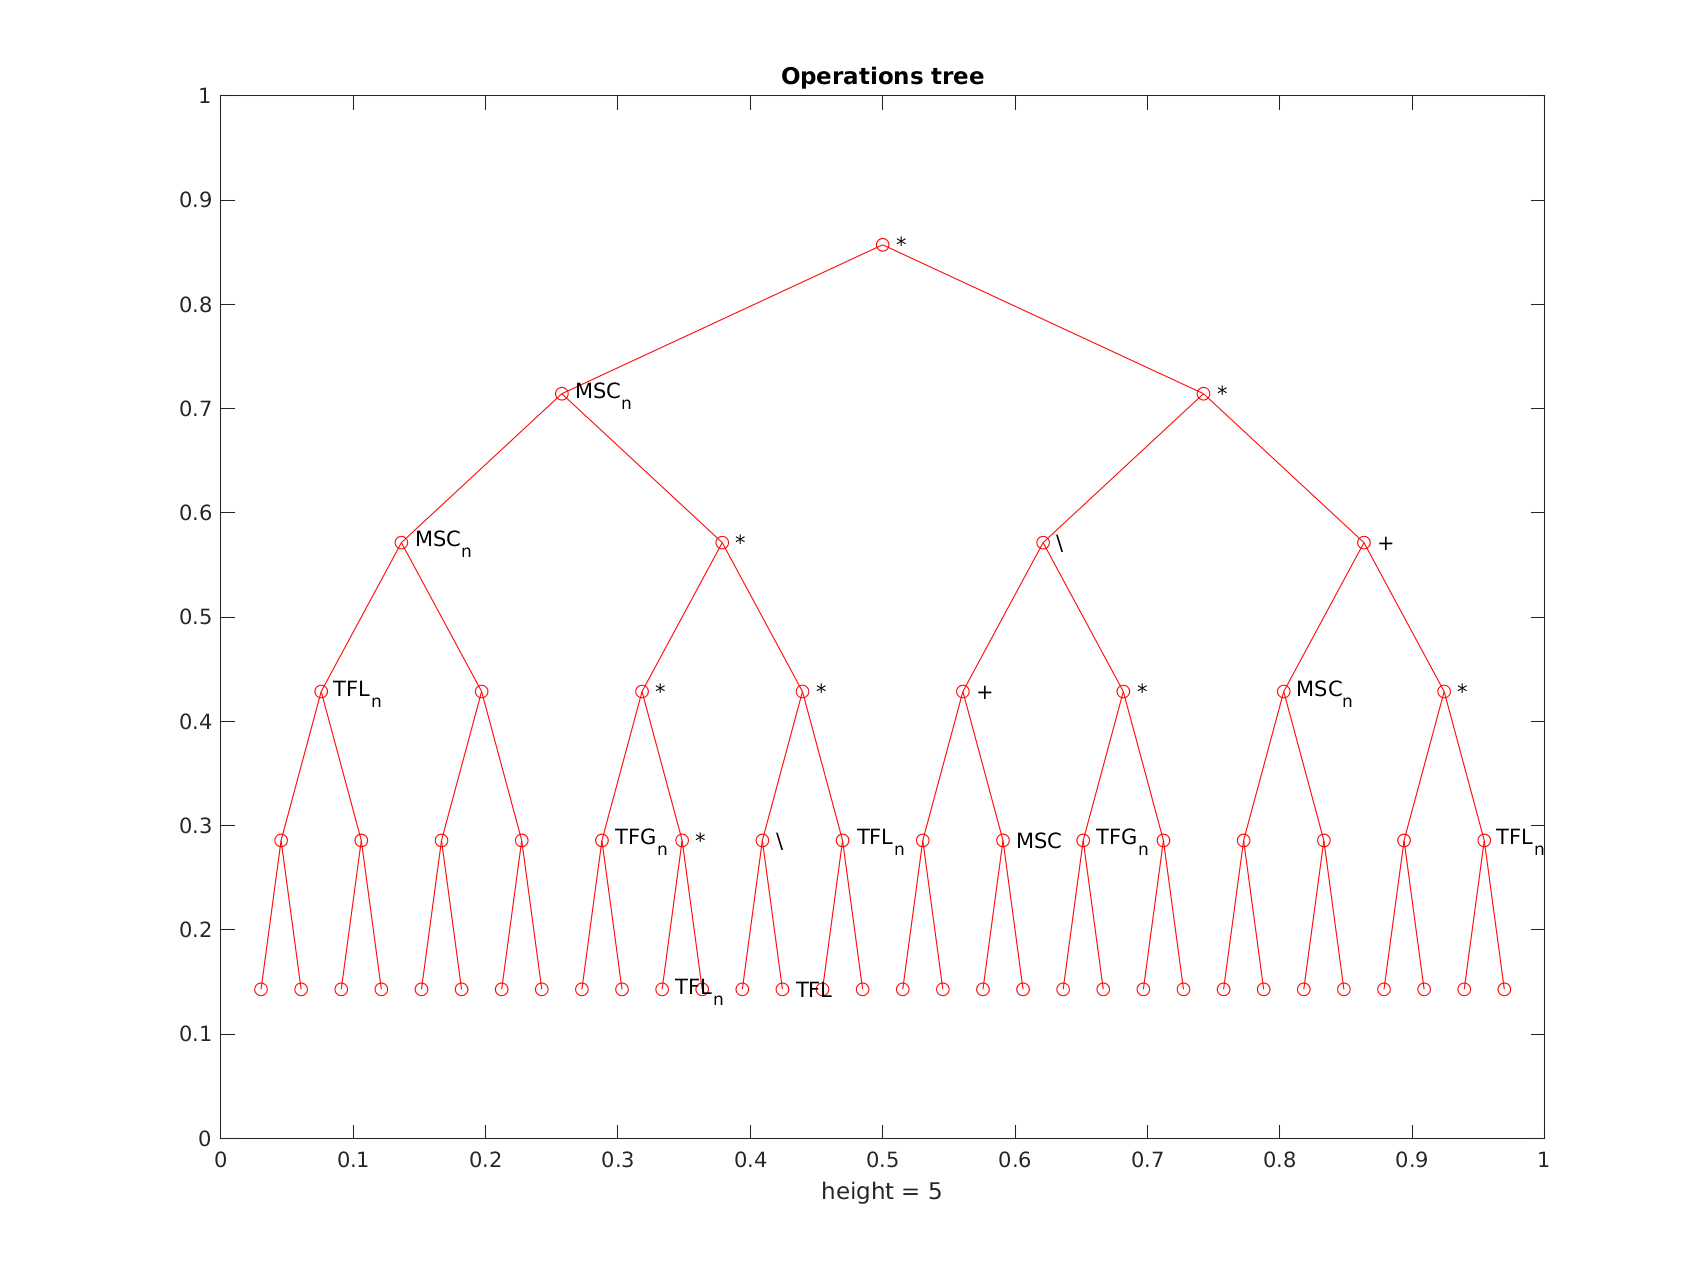 Operations tree
1
0.9
*
0.8
MSCn *
0.7
0.6
MSCn * \ +
0.5
TFLn * * + * MSCn *
0.4
0.3
TFGn * \ TFLn MSC TFGn TFLn
0.2
TFLn TFL
0.1
0
0 0.1 0.2 0.3 0.4 0.5 0.6 0.7 0.8 0.9 1
height = 5